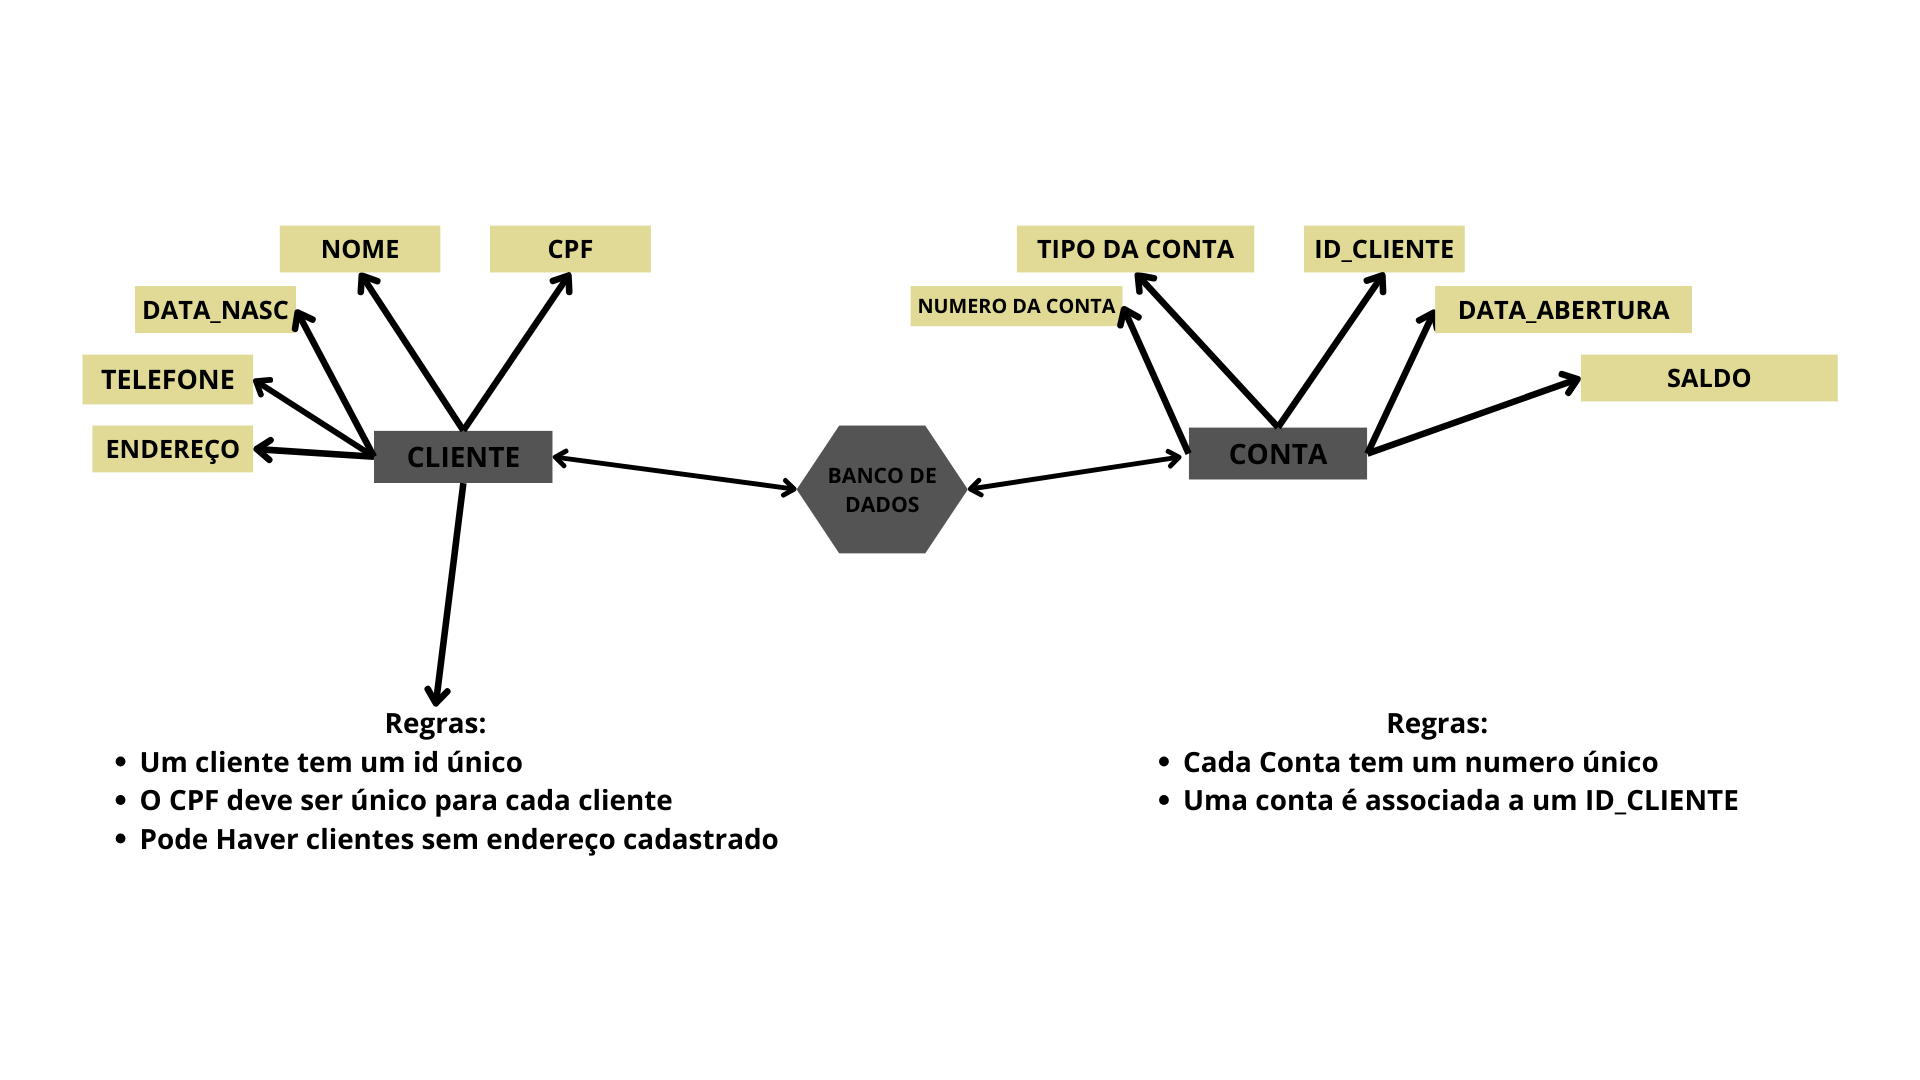 NOME
CPF
DATA_NASC
TELEFONE
ENDEREÇO
CLIENTE
BANCO DE
DADOS
TIPO DA CONTA
ID_CLIENTE
NUMERO DA CONTA
DATA_ABERTURA
SALDO
CONTA
Regras:
• Um cliente tem um id único
• O CPF deve ser único para cada cliente
• Pode Haver clientes sem endereço cadastrado
Regras:
• Cada Conta tem um numero único
• Uma conta é associada a um ID_CLIENTE